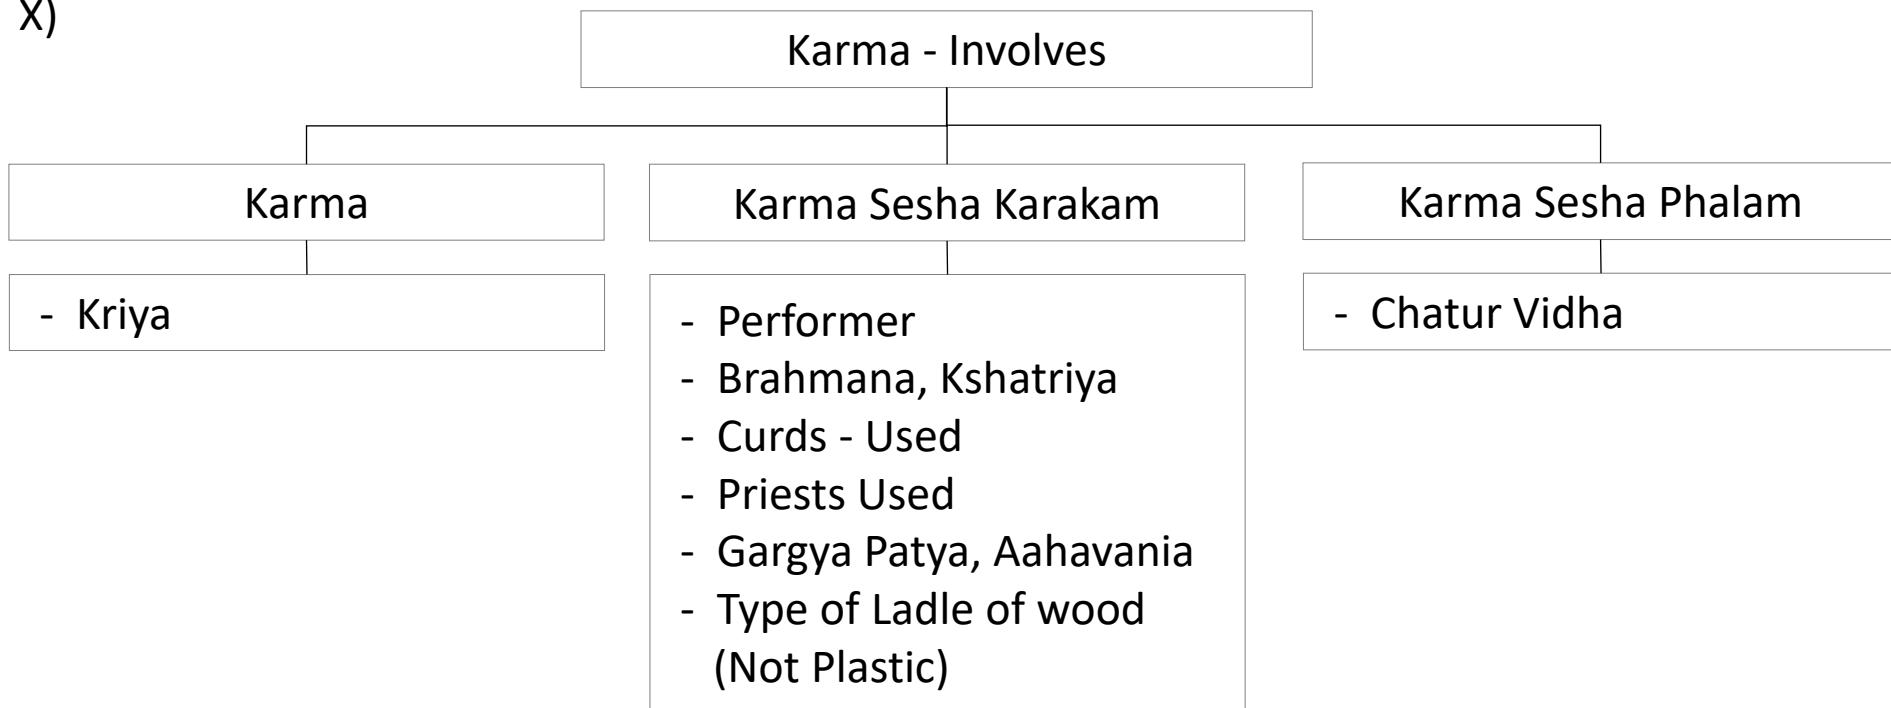 X)
Karma - Involves
Karma
Karma Sesha Karakam
Karma Sesha Phalam
- Kriya
- Performer
- Brahmana, Kshatriya
- Curds - Used
- Priests Used
- Gargya Patya, Aahavania
- Type of Ladle of wood
(Not Plastic)
- Chatur Vidha